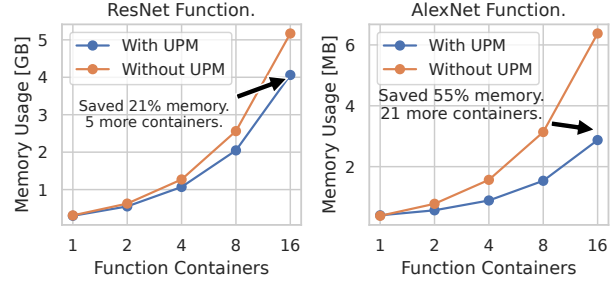 ResNet Function.
Memory Usage [GB]
5
4
3
2
1
With UPM
Without UPM
Saved 21% memory.
5 more containers.
1 2 4 8 16
Function Containers
AlexNet Function.
Memory Usage [MB]
6
4
2
With UPM
Without UPM
Saved 55% memory.
21 more containers.
1 2 4 8 16
Function Containers